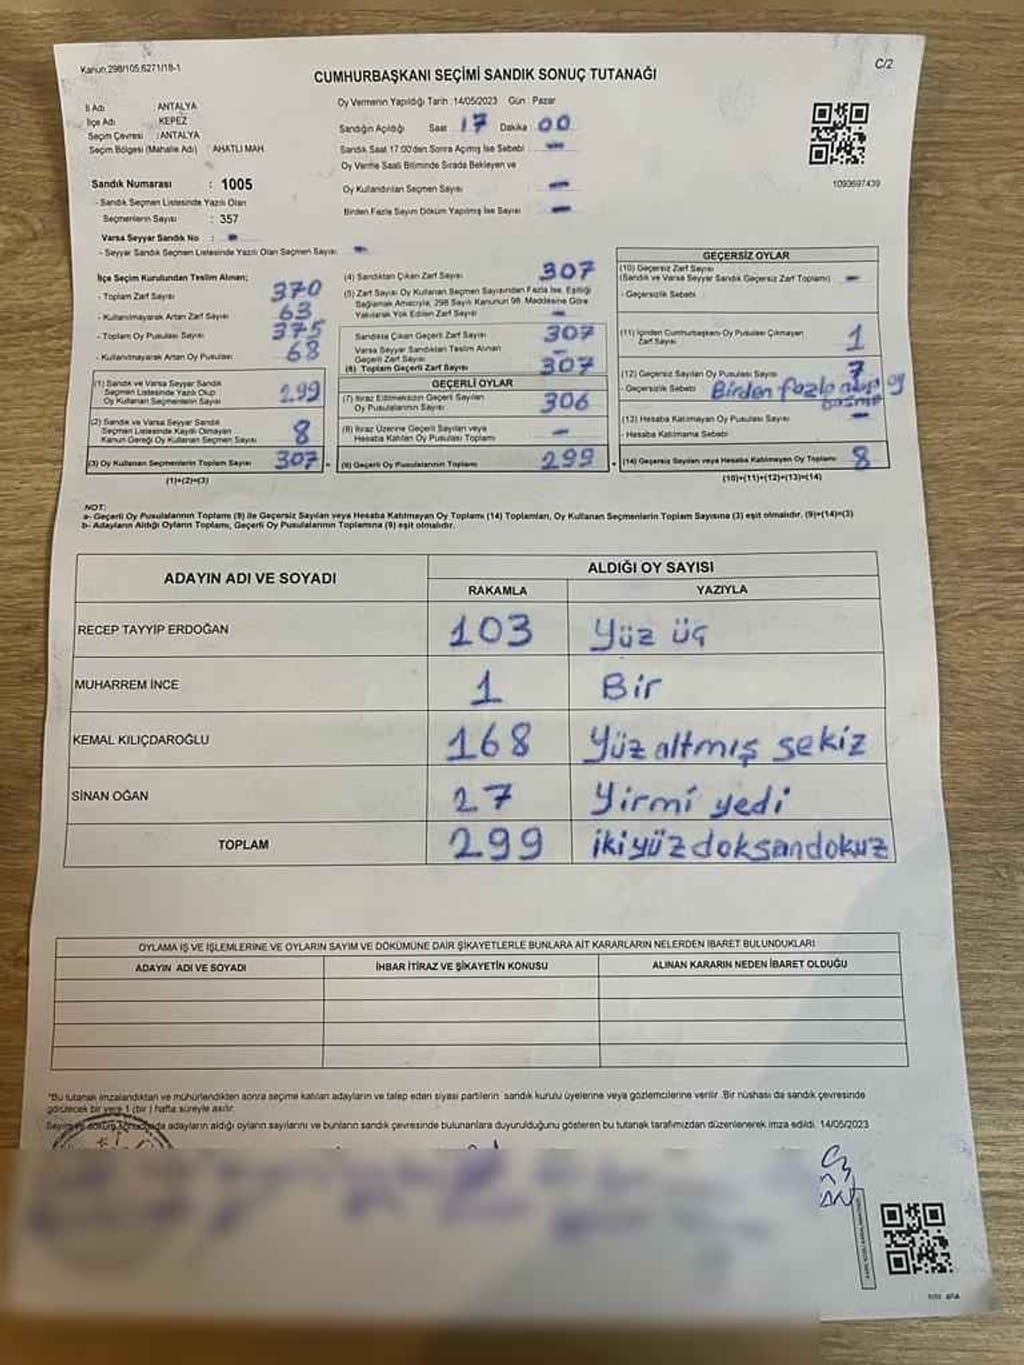 Kanun 298/105,6271/18-1
C/2
CUMHURBAŞKANI SEÇİMİ SANDIK SONUÇ TUTANAĞI
İl Adı : ANTALYA
İlçe Adı : KEPEZ
Seçim Çevresi : ANTALYA
Seçim Bölgesi (Mahalle Adı) : AHATLI MAH.
Sandık Numarası : 1005
- Sandık Seçmen Listesinde Yazılı Olan
Seçmenlerin Sayısı : 357
Varsa Seyyar Sandık No : -
- Seyyar Sandık Seçmen Listesinde Yazılı Olan Seçmen Sayısı: -
Oy Vermenin Yapıldığı Tarih :14/05/2023 Gün : Pazar
Sandığın Açıldığı Saat 17 Dakika : 00
Sandık Saat 17:00'den Sonra Açılmış İse Sebebi : -
Oy Verme Saati Bitiminde Sırada Bekleyen ve
Oy Kullandırılan Seçmen Sayısı : -
Birden Fazla Sayım Döküm Yapılmış İse Sayısı : -
1090697439
İlçe Seçim Kurulundan Teslim Alınan;
- Toplam Zarf Sayısı : 370
- Kullanılmayarak Artan Zarf Sayısı : 63
- Toplam Oy Pusulası Sayısı : 375
- Kullanılmayarak Artan Oy Pusulası : 68
(1) Sandık ve Varsa Seyyar Sandık
Seçmen Listesinde Yazılı Olup
Oy Kullanan Seçmenlerin Sayısı : 299
(2) Sandık ve Varsa Seyyar Sandık
Seçmen Listesinde Kayıtlı Olmayan
Kanun Gereği Oy Kullanan Seçmen Sayısı : 8
(3) Oy Kullanan Seçmenlerin Toplam Sayısı : 307
(1)+(2)=(3)
(4) Sandıktan Çıkan Zarf Sayısı : 307
(5) Zarf Sayısı Oy Kullanan Seçmen Sayısından Fazla İse, Eşitliği
Sağlamak Amacıyla; 298 Sayılı Kanunun 98. Maddesine Göre
Yakılarak Yok Edilen Zarf Sayısı : -
Sandıkta Çıkan Geçerli Zarf Sayısı : 307
Varsa Seyyar Sandıktan Teslim Alınan
Geçerli Zarf Sayısı : -
(6) Toplam Geçerli Zarf Sayısı : 307
GEÇERLİ OYLAR
(7) İtiraz Edilmeksizin Geçerli Sayılan
Oy Pusulalarının Sayısı : 306
(8) İtiraz Üzerine Geçerli Sayılan veya
Hesaba Katılan Oy Pusulası Toplamı : -
(9) Geçerli Oy Pusulalarının Toplamı : 299
GEÇERSİZ OYLAR
(10) Geçersiz Zarf Sayısı
(Sandık ve Varsa Seyyar Sandık Geçersiz Zarf Toplamı) : -
- Geçersizlik Sebebi :
(11) İçinden Cumhurbaşkanı Oy Pusulası Çıkmayan
Zarf Sayısı : 1
(12) Geçersiz Sayılan Oy Pusulası Sayısı : 7
- Geçersizlik Sebebi : Birden fazla
(13) Hesaba Katılmayan Oy Pusulası Sayısı : -
- Hesaba Katılmama Sebebi :
(14) Geçersiz Sayılan veya Hesaba Katılmayan Oy Toplamı : 8
(10)+(11)+(12)+(13)=(14)
NOT:
a- Geçerli Oy Pusulalarının Toplamı (9) ile Geçersiz Sayılan veya Hesaba Katılmayan Oy Toplamı (14) Toplamları, Oy Kullanan Seçmenlerin Toplam Sayısına (3) eşit olmalıdır. (9)+(14)=(3)
b- Adayların Aldığı Oyların Toplamı, Geçerli Oy Pusulalarının Toplamına (9) eşit olmalıdır.
ADAYIN ADI VE SOYADI ALDIĞI OY SAYISI
RAKAMLA YAZIYLA
RECEP TAYYİP ERDOĞAN 103 Yüz üç
MUHARREM İNCE 1 Bir
KEMAL KILIÇDAROĞLU 168 Yüz altmış sekiz
SİNAN OĞAN 27 Yirmi yedi
TOPLAM 299 ikiyüzdoksandokuz
OYLAMA İŞ VE İŞLEMLERİNE VE OYLARIN SAYIM VE DÖKÜMÜNE DAİR ŞİKAYETLERLE BUNLARA AİT KARARLARIN NELERDEN İBARET BULUNDUKLARI
ADAYIN ADI VE SOYADI İHBAR İTİRAZ VE ŞİKAYETİN KONUSU ALINAN KARARIN NEDEN İBARET OLDUĞU
"Bu tutanak imzalandıktan ve mühürlendikten sonra seçime katılan adayların ve talep eden siyasi partilerin sandık kurulu üyelerine veya gözlemcilerine verilir. Bir nüshası da sandık çevresinde
görülecek bir yere 1 (bir) hafta süreyle asılır.
adayların aldığı oyların sayılarını ve bunların sandık çevresinde bulunanlara duyurulduğunu gösteren bu tutanak tarafımızdan düzenlenerek imza edildi. 14/05/2023